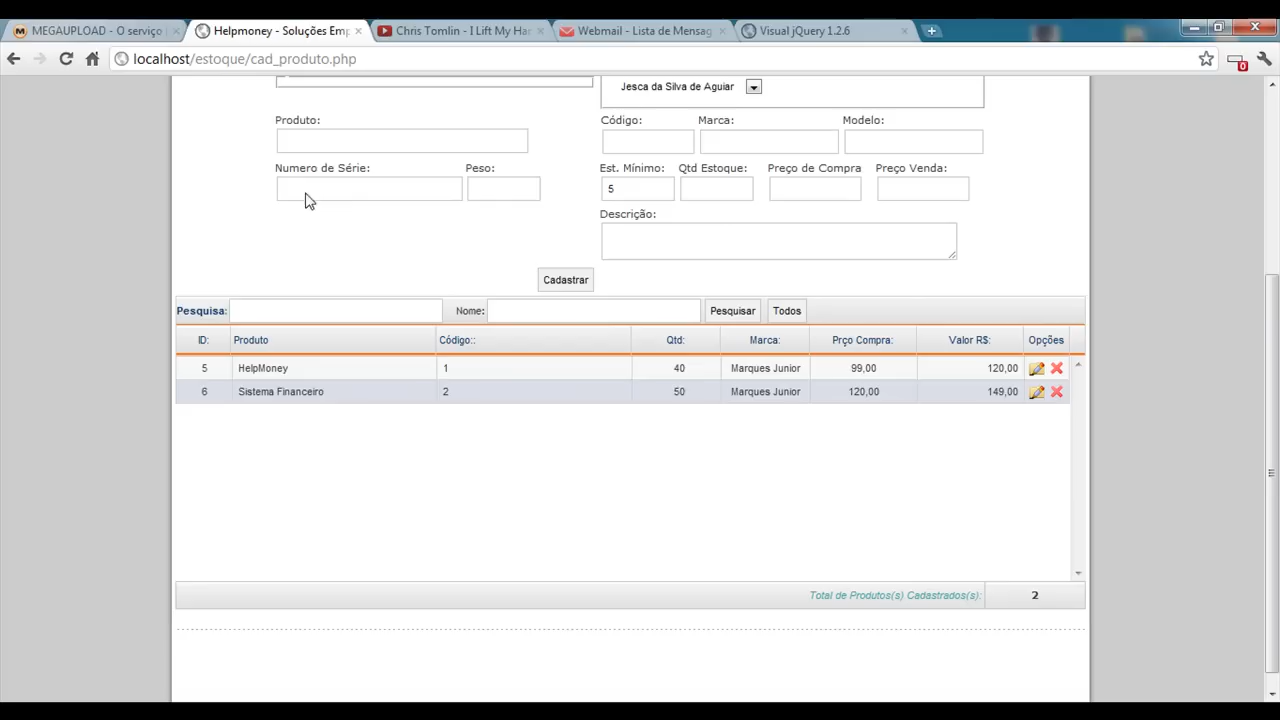 MEGAUPLOAD - O serviço
Helpmoney - Soluções Emp
Chris Tomlin - I Lift My Han
Webmail - Lista de Mensag
Visual jQuery 1.2.6
localhost/estoque/cad_produto.php
0
Jesca da Silva de Aguiar
Produto: Código: Marca: Modelo:
Numero de Série: Peso: Est. Mínimo: Qtd Estoque: Preço de Compra Preço Venda:
5
Descrição:
Cadastrar
Pesquisa: Nome: Pesquisar Todos
ID: Produto Código:: Qtd: Marca: Prço Compra: Valor R$: Opções
5 HelpMoney 1 40 Marques Junior 99,00 120,00
6 Sistema Financeiro 2 50 Marques Junior 120,00 149,00
Total de Produtos(s) Cadastrados(s): 2